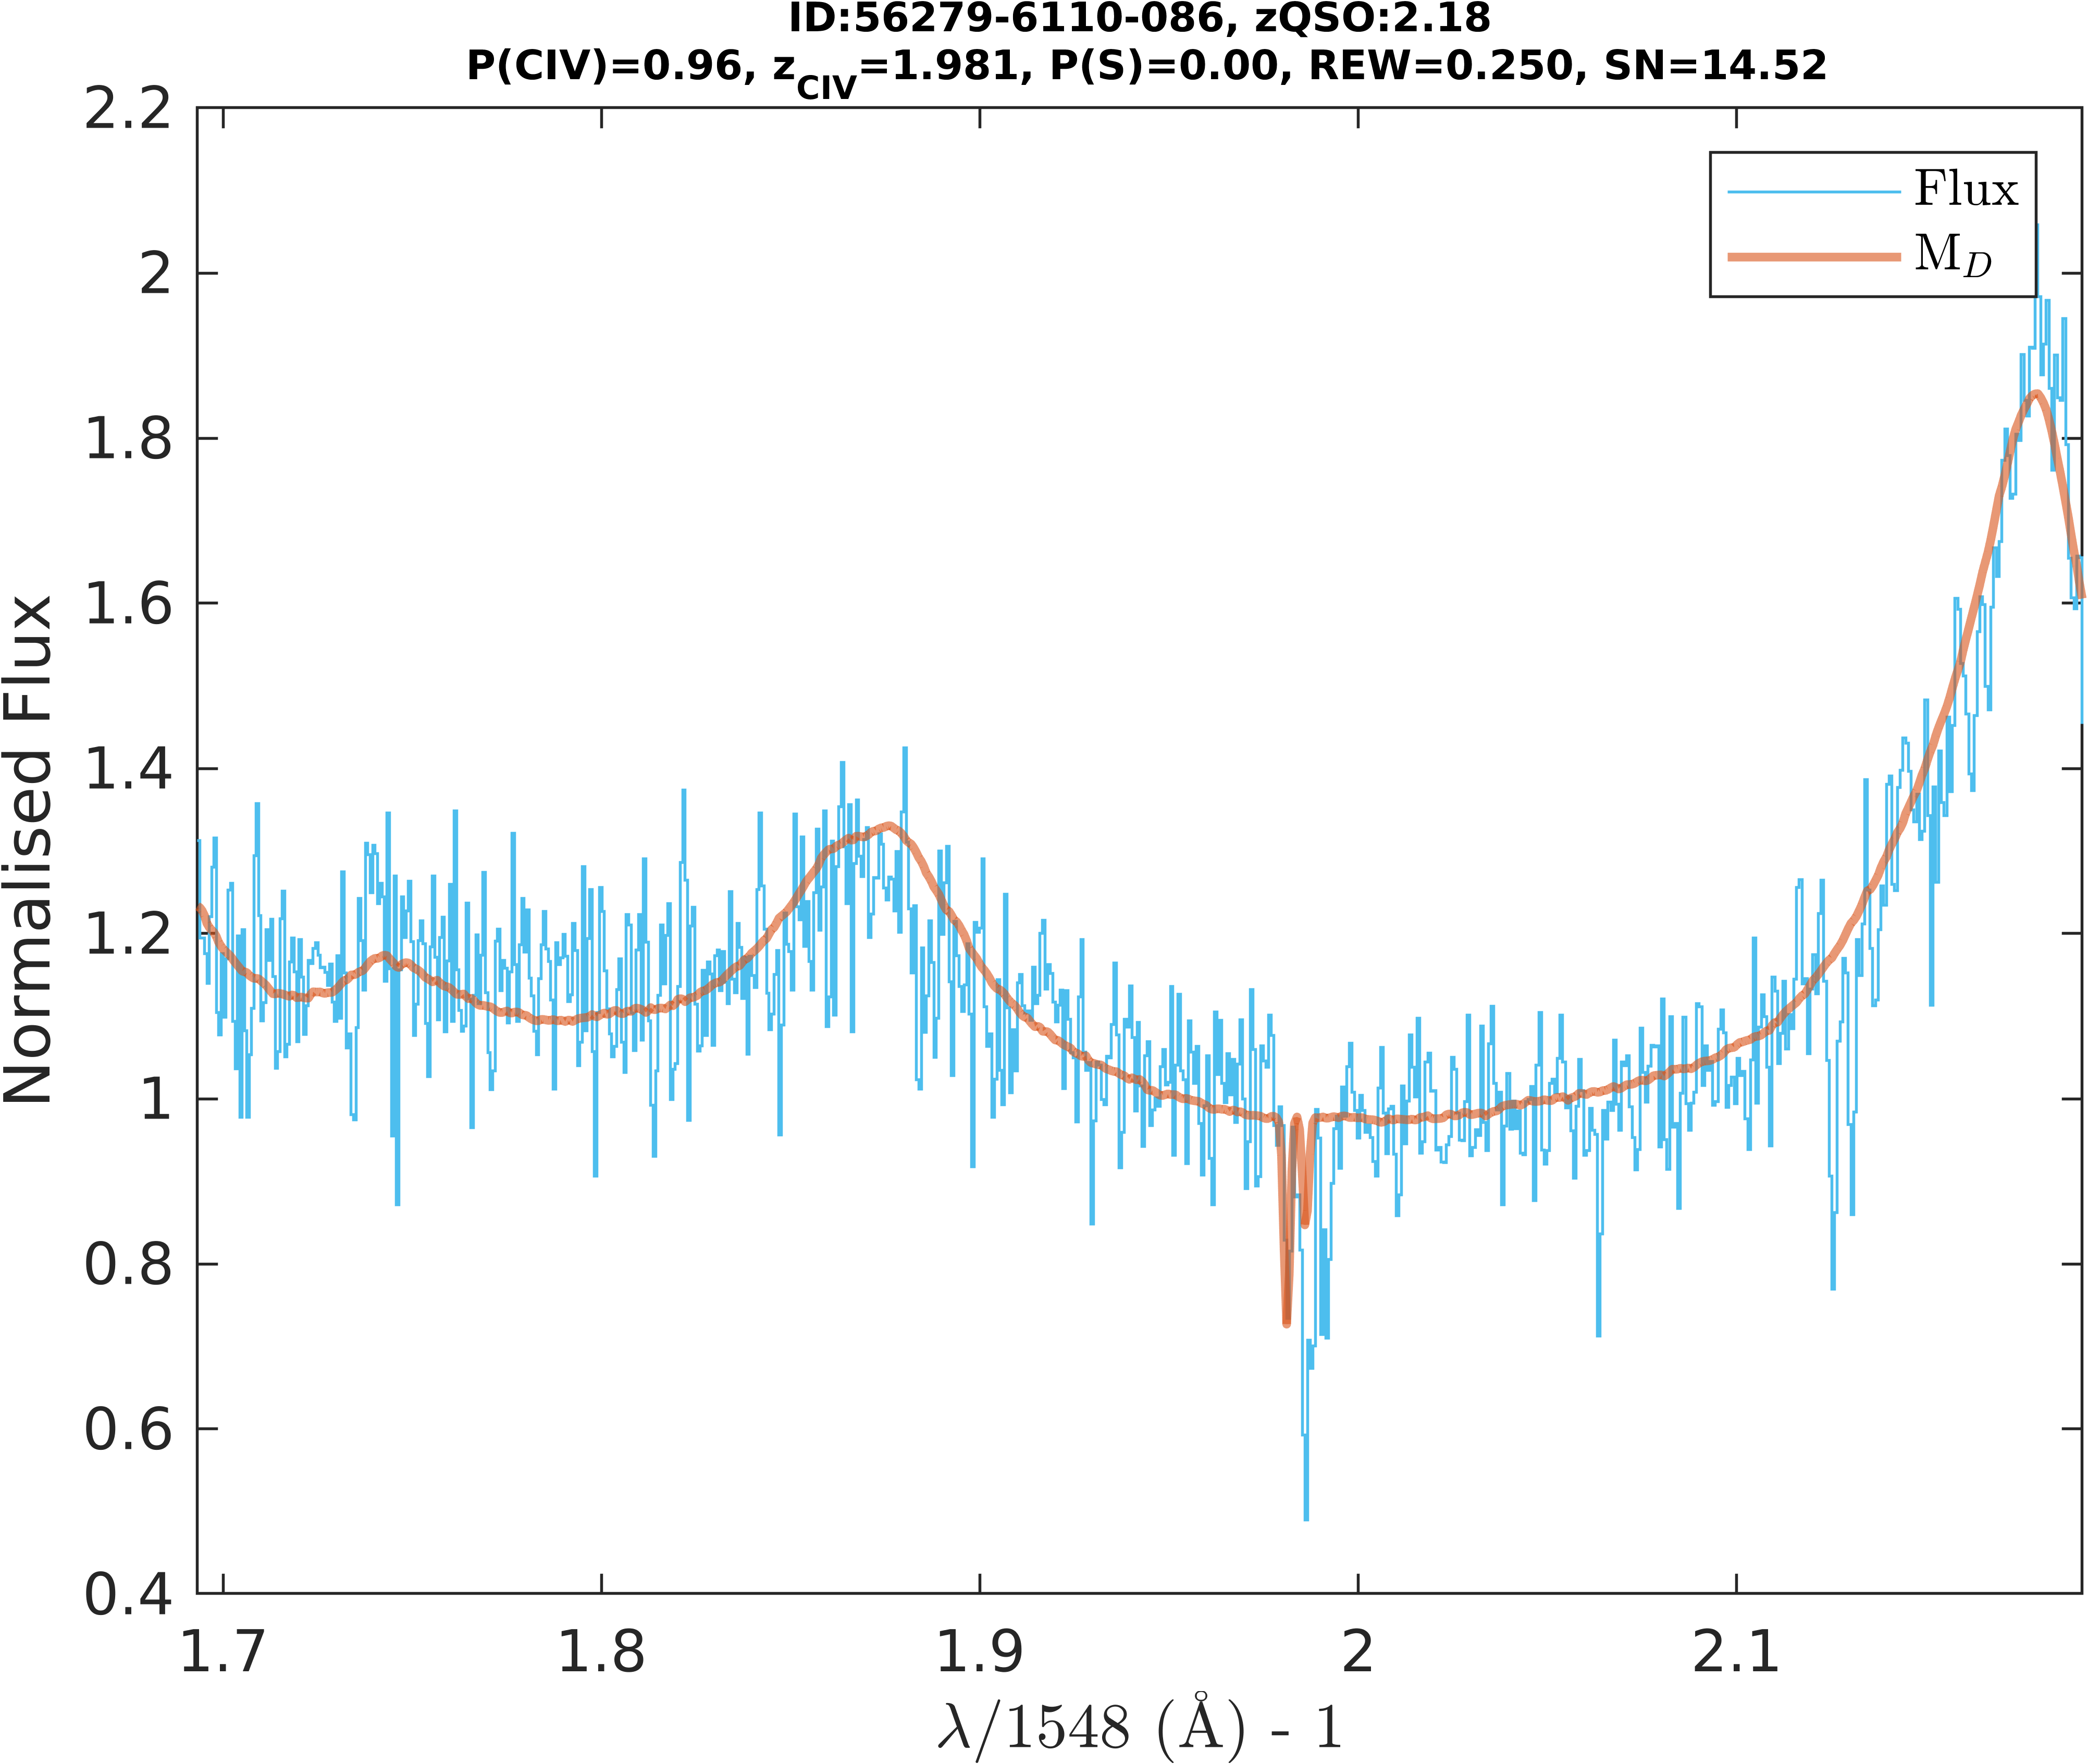 ID:56279-6110-086, zQSO:2.18
P(CIV)=0.96, zCIV=1.981, P(S)=0.00, REW=0.250, SN=14.52
2.2
2
1.8
1.6
1.4
1.2
1
0.8
0.6
0.4
Normalised Flux
Flux
MD
1.7 1.8 1.9 2 2.1
λ/1548 (Å) - 1